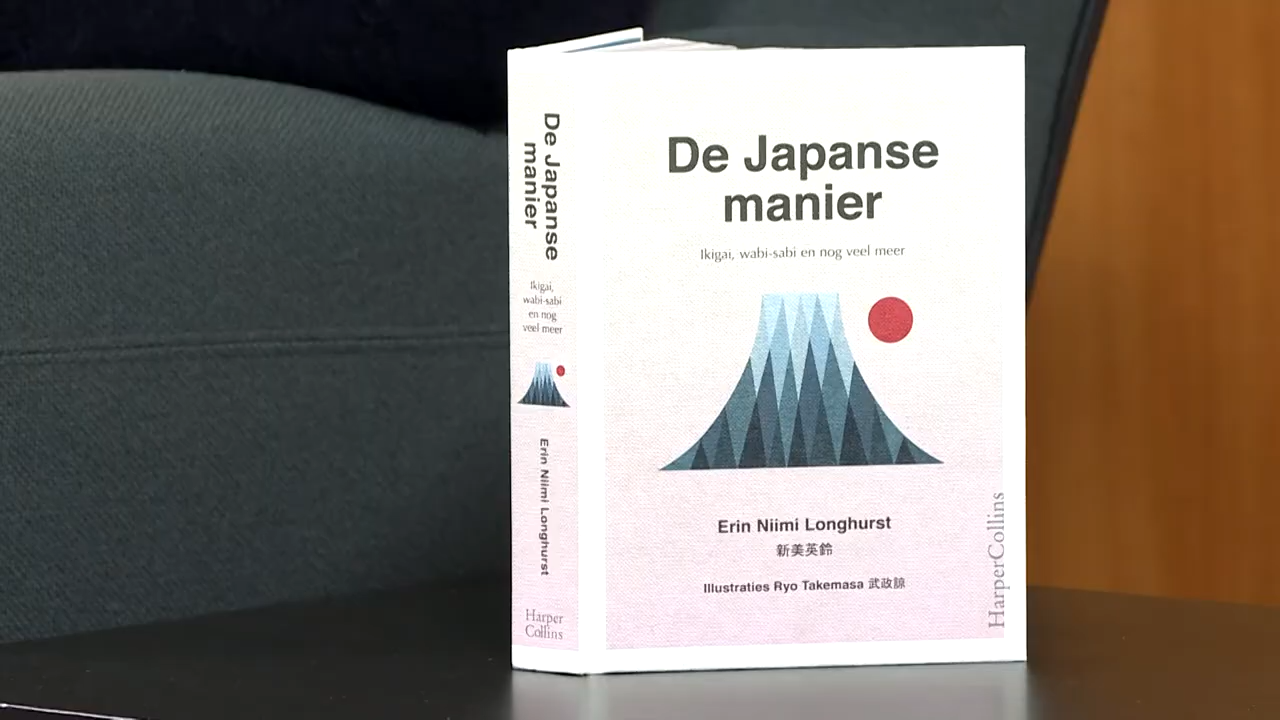 De Japanse
manier
Ikigai,
wabi-sabi
en nog
veel meer
Erin Niimi Longhurst
Harper
Collins
De Japanse
manier
Ikigai, wabi-sabi en nog veel meer
Erin Niimi Longhurst
新美英鈴
Illustraties Ryo Takemasa 武政諒
HarperCollins